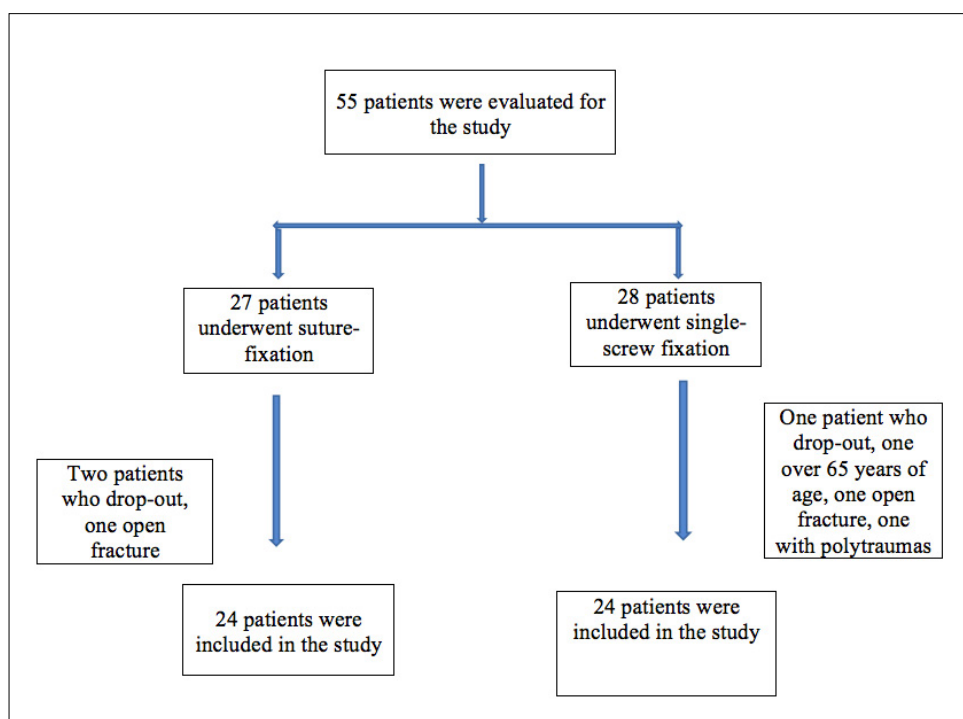 55 patients were evaluated for
the study
27 patients
underwent suture-
fixation
28 patients
underwent single-
screw fixation
Two patients
who drop-out,
one open
fracture
One patient who
drop-out, one
over 65 years of
age, one open
fracture, one
with polytraumas
24 patients were
included in the study
24 patients were
included in the study